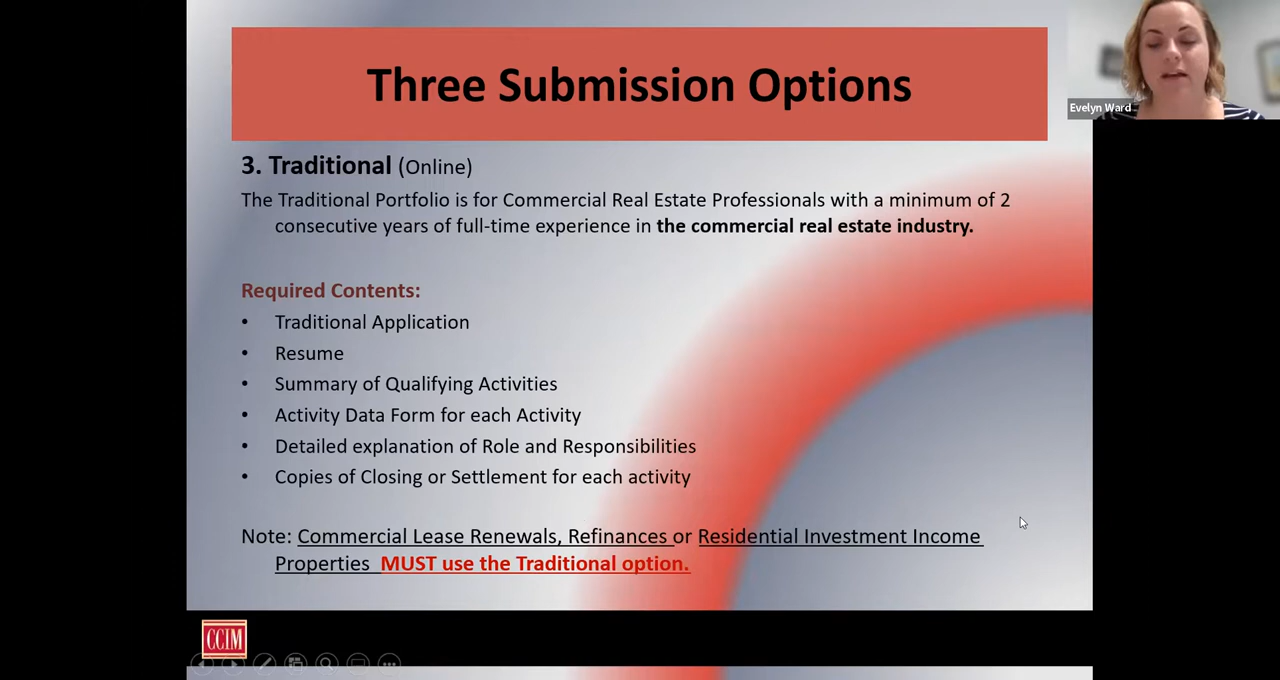 Three Submission Options
Evelyn Ward
3. Traditional (Online)
The Traditional Portfolio is for Commercial Real Estate Professionals with a minimum of 2
consecutive years of full-time experience in the commercial real estate industry.
Required Contents:
• Traditional Application
• Resume
• Summary of Qualifying Activities
• Activity Data Form for each Activity
• Detailed explanation of Role and Responsibilities
• Copies of Closing or Settlement for each activity
Note: Commercial Lease Renewals, Refinances or Residential Investment Income
Properties MUST use the Traditional option.
CCIM